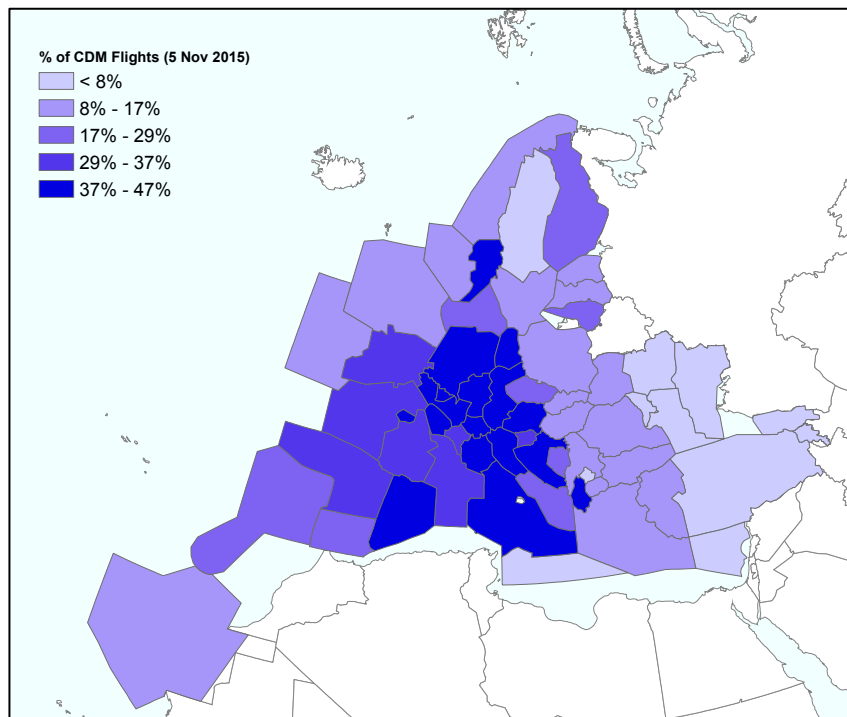 % of CDM Flights (5 Nov 2015)
< 8%
8% - 17%
17% - 29%
29% - 37%
37% - 47%